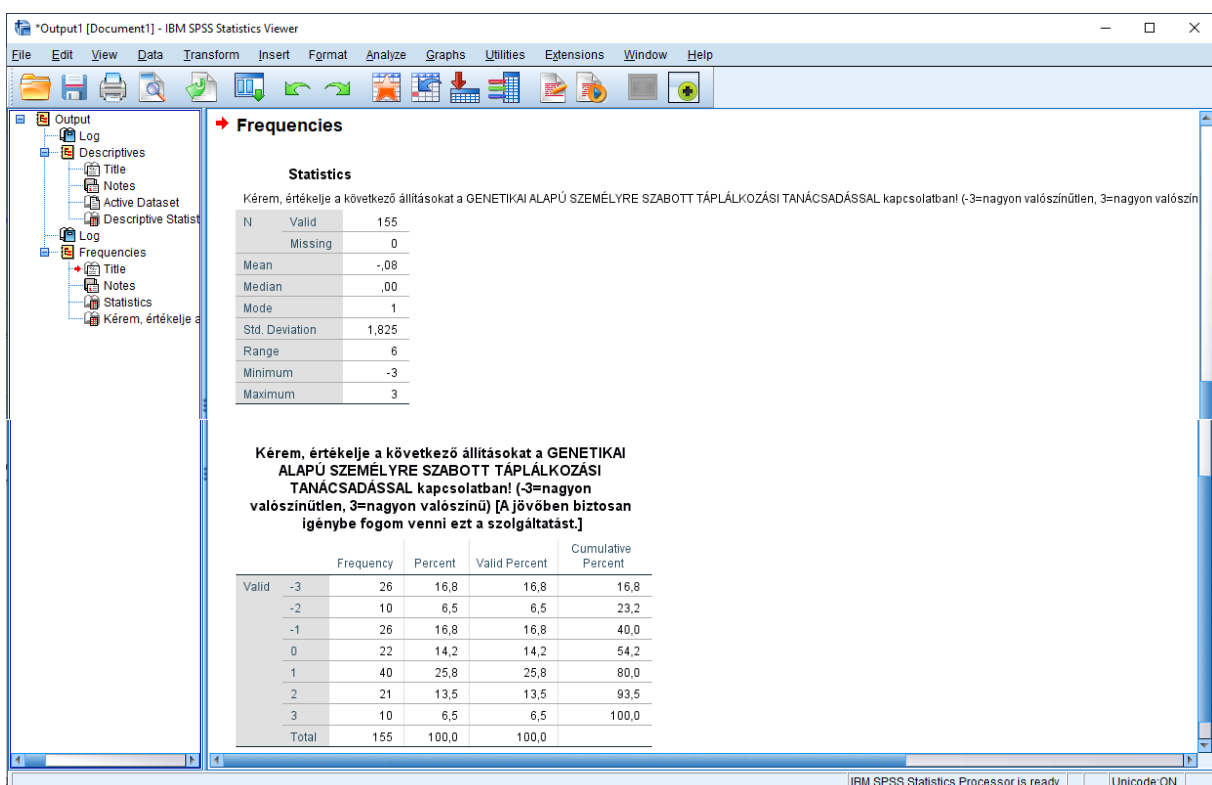 *Output1 [Document1] - IBM SPSS Statistics Viewer
File Edit View Data Transform Insert Format Analyze Graphs Utilities Extensions Window Help
Output
Log
Descriptives
Title
Notes
Active Dataset
Descriptive Statist
Log
Frequencies
Title
Notes
Statistics
Kérem, értékelje a
Frequencies
Statistics
Kérem, értékelje a következő állításokat a GENETIKAI ALAPÚ SZEMÉLYRE SZABOTT TÁPLÁLKOZÁSI TANÁCSADÁSSAL kapcsolatban! (-3=nagyon valószínűtlen, 3=nagyon valószín
N Valid 155
Missing 0
Mean -,08
Median ,00
Mode 1
Std. Deviation 1,825
Range 6
Minimum -3
Maximum 3
Kérem, értékelje a következő állításokat a GENETIKAI
ALAPÚ SZEMÉLYRE SZABOTT TÁPLÁLKOZÁSI
TANÁCSADÁSSAL kapcsolatban! (-3=nagyon
valószínűtlen, 3=nagyon valószínű) [A jövőben biztosan
igénybe fogom venni ezt a szolgáltatást.]
Frequency Percent Valid Percent Cumulative
Percent
Valid -3 26 16,8 16,8 16,8
-2 10 6,5 6,5 23,2
-1 26 16,8 16,8 40,0
0 22 14,2 14,2 54,2
1 40 25,8 25,8 80,0
2 21 13,5 13,5 93,5
3 10 6,5 6,5 100,0
Total 155 100,0 100,0
IBM SPSS Statistics Processor is ready Unicode:ON